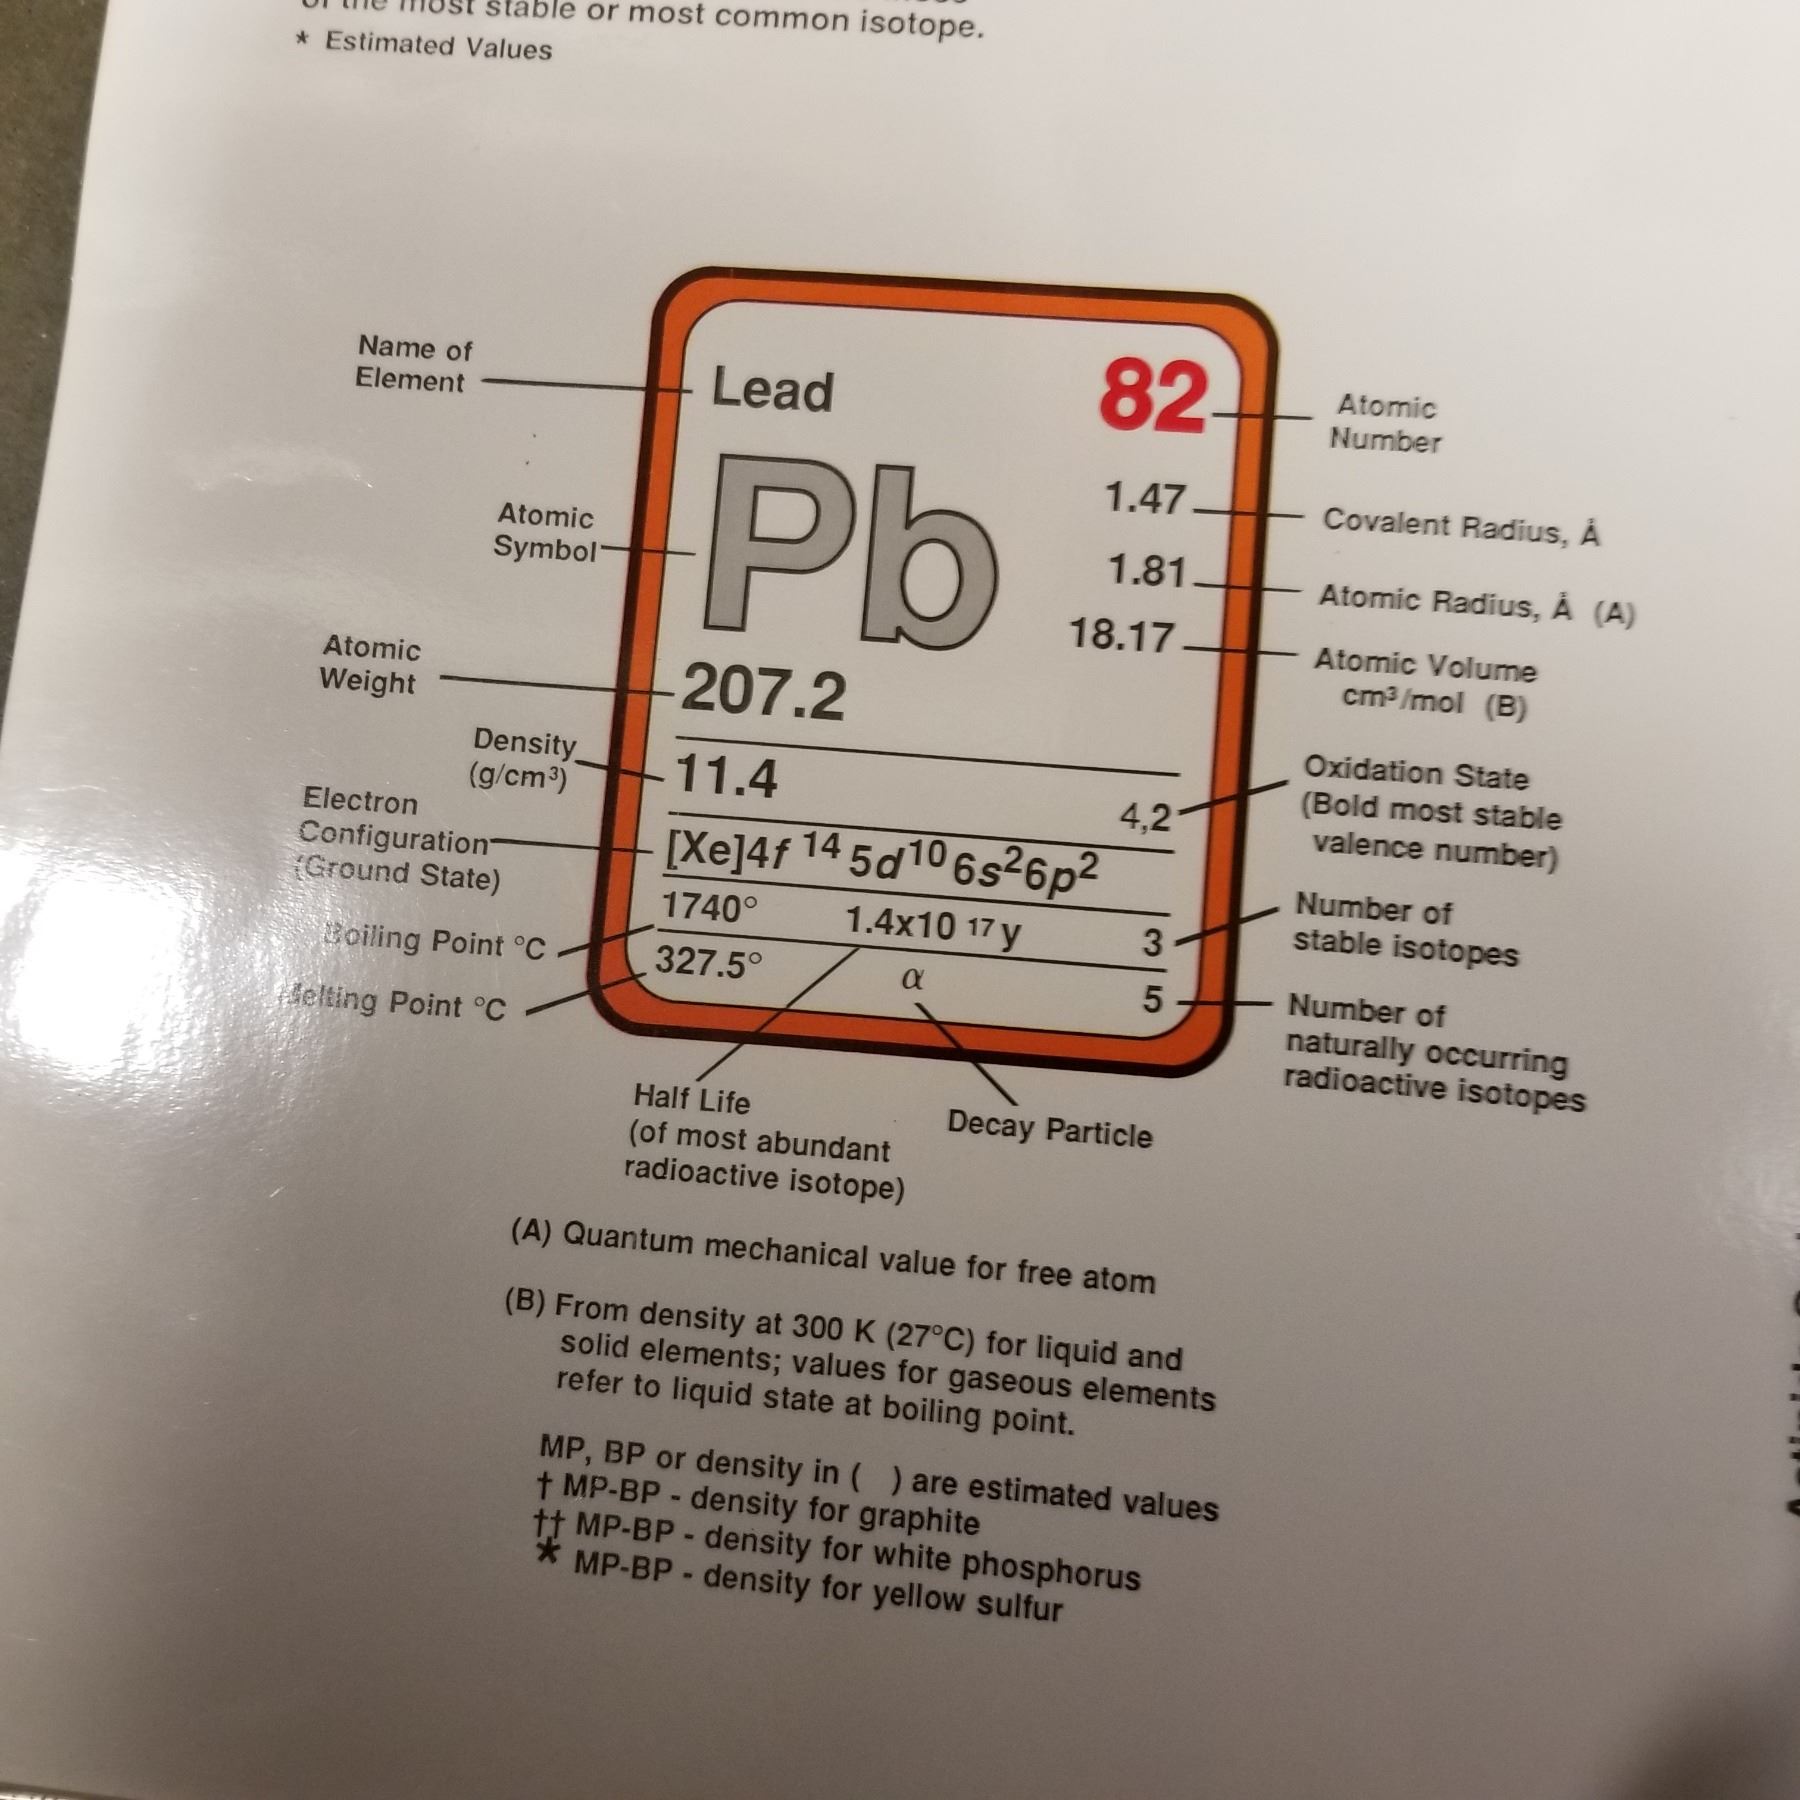 of the most stable or most common isotope.
* Estimated Values
Name of
Element
Lead
82
Atomic
Number
Atomic
Symbol
Pb
1.47
Covalent Radius, Å
1.81
Atomic Radius, Å (A)
18.17
Atomic Volume
cm³/mol (B)
Atomic
Weight
207.2
Density
(g/cm³)
11.4
4,2
Oxidation State
(Bold most stable
valence number)
Electron
Configuration
(Ground State)
[Xe]4f ¹⁴ 5d¹⁰ 6s²6p²
Boiling Point °C
1740°
1.4x10 ¹⁷ y
3
Number of
stable isotopes
Melting Point °C
327.5°
α
5
Number of
naturally occurring
radioactive isotopes
Half Life
(of most abundant
radioactive isotope)
Decay Particle
(A) Quantum mechanical value for free atom
(B) From density at 300 K (27°C) for liquid and
solid elements; values for gaseous elements
refer to liquid state at boiling point.
MP, BP or density in ( ) are estimated values
† MP-BP - density for graphite
†† MP-BP - density for white phosphorus
* MP-BP - density for yellow sulfur